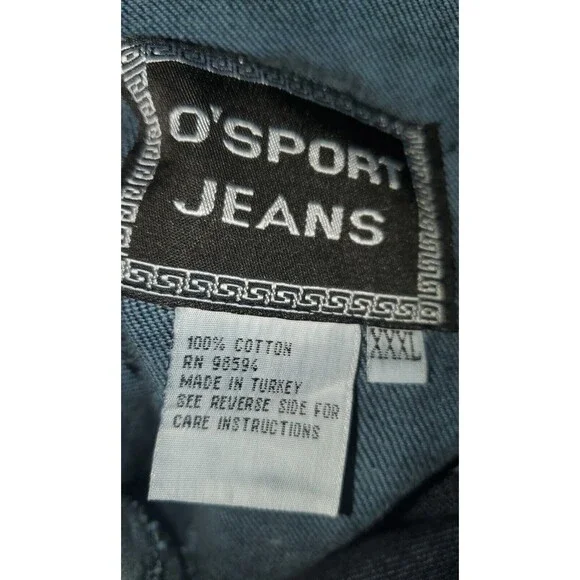 O'SPORT
JEANS
XXXL
100% COTTON
RN 98594
MADE IN TURKEY
SEE REVERSE SIDE FOR
CARE INSTRUCTIONS